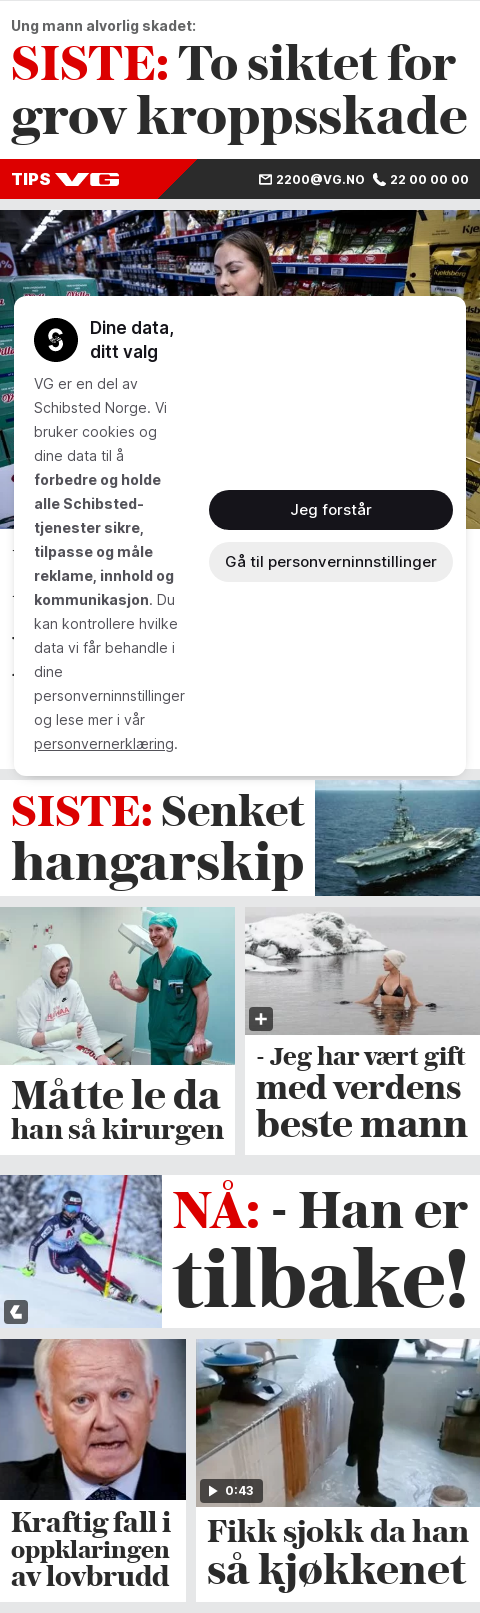 Ung mann alvorlig skadet:
SISTE: To siktet for
grov kroppsskade
TIPS VG
2200@VG.NO 22 00 00 00
Dine data,
ditt valg
VG er en del av
Schibsted Norge. Vi
bruker cookies og
dine data til å
forbedre og holde
alle Schibsted-
tjenester sikre,
tilpasse og måle
reklame, innhold og
kommunikasjon. Du
kan kontrollere hvilke
data vi får behandle i
dine
personverninnstillinger
og lese mer i vår
personvernerklæring.
Jeg forstår
Gå til personverninnstillinger
SISTE: Senket
hangarskip
Måtte le da
han så kirurgen
- Jeg har vært gift
med verdens
beste mann
NÅ: - Han er
tilbake!
Kraftig fall i
oppklaringen
av lovbrudd
0:43
Fikk sjokk da han
så kjøkkenet